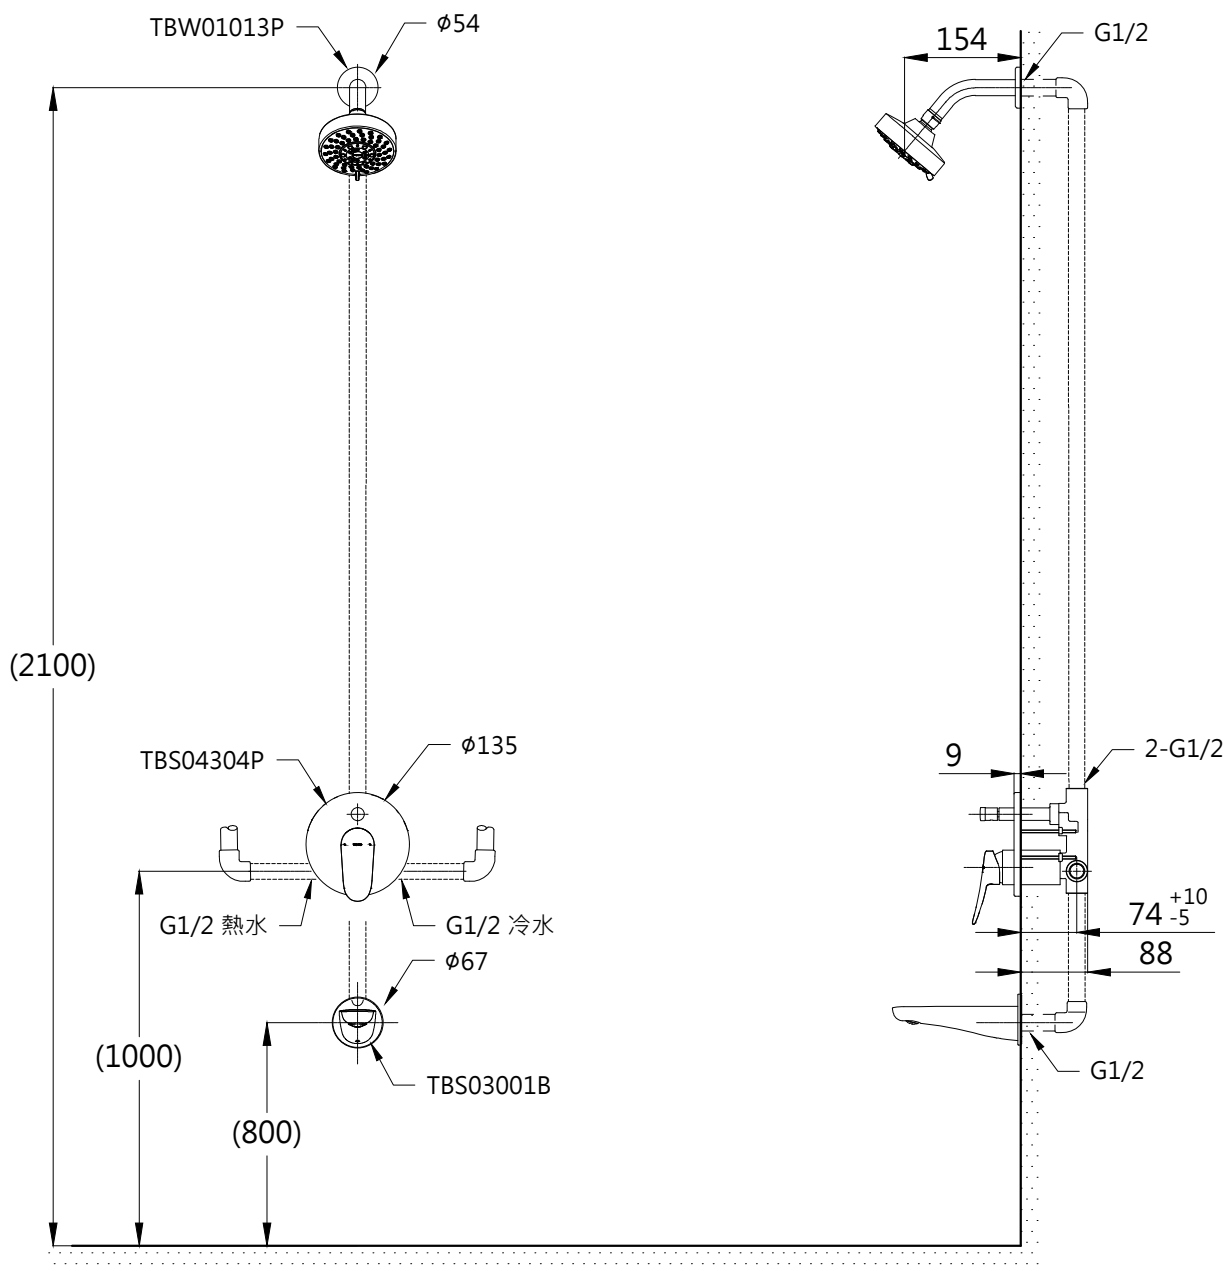 TBW01013P
ϕ54
154
G1/2
(2100)
TBS04304P
ϕ135
9
2-G1/2
G1/2 熱水
G1/2 冷水
74 +10 -5
88
ϕ67
(1000)
TBS03001B
G1/2
(800)